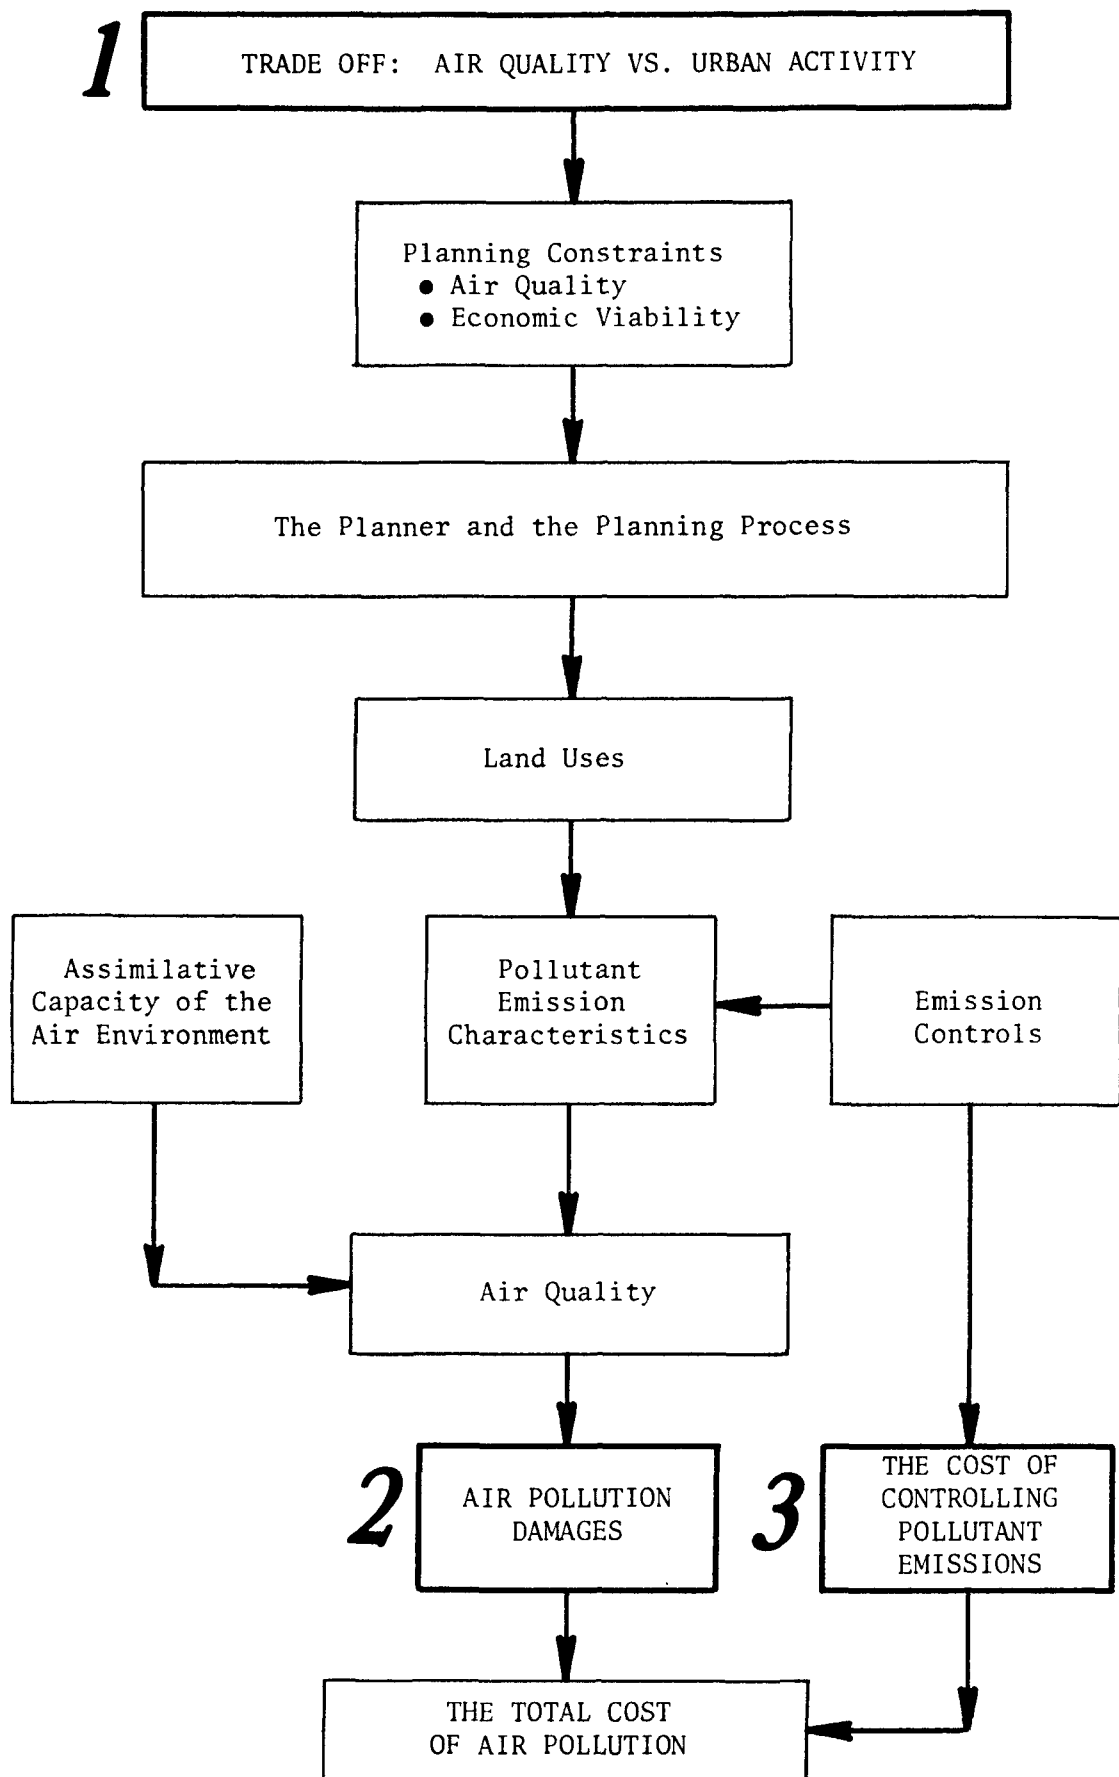 1
TRADE OFF: AIR QUALITY VS. URBAN ACTIVITY
Planning Constraints
● Air Quality
● Economic Viability
The Planner and the Planning Process
Land Uses
Assimilative
Capacity of the
Air Environment
Pollutant
Emission
Characteristics
Emission
Controls
Air Quality
2
AIR POLLUTION
DAMAGES
3
THE COST OF
CONTROLLING
POLLUTANT
EMISSIONS
THE TOTAL COST
OF AIR POLLUTION